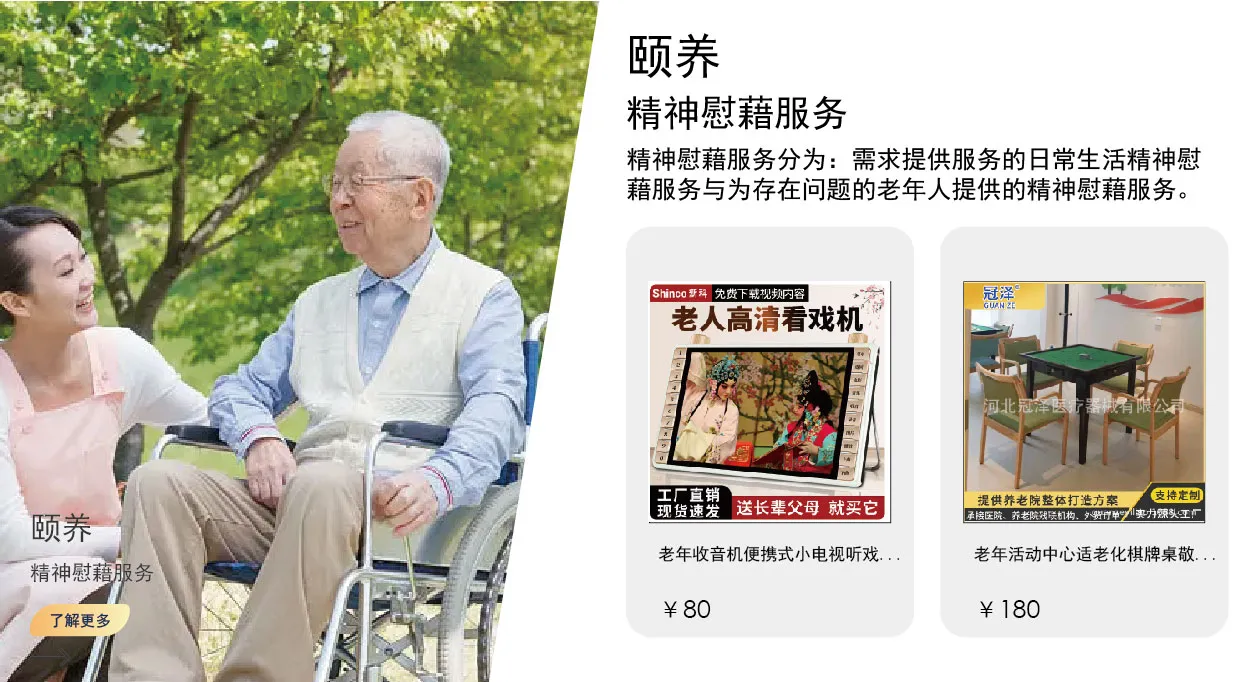 颐养
精神慰藉服务
了解更多
颐养
精神慰藉服务
精神慰藉服务分为：需求提供服务的日常生活精神慰
藉服务与为存在问题的老年人提供的精神慰藉服务。
Shinco 新科 免费下载视频内容
老人高清看戏机
工厂直销
现货速发
送长辈父母 就买它
老年收音机便携式小电视听戏...
￥80
冠泽
GUAN ZE
河北冠泽医疗器械有限公司
提供养老院整体打造方案
支持定制
老年活动中心适老化棋牌桌敬...
￥180